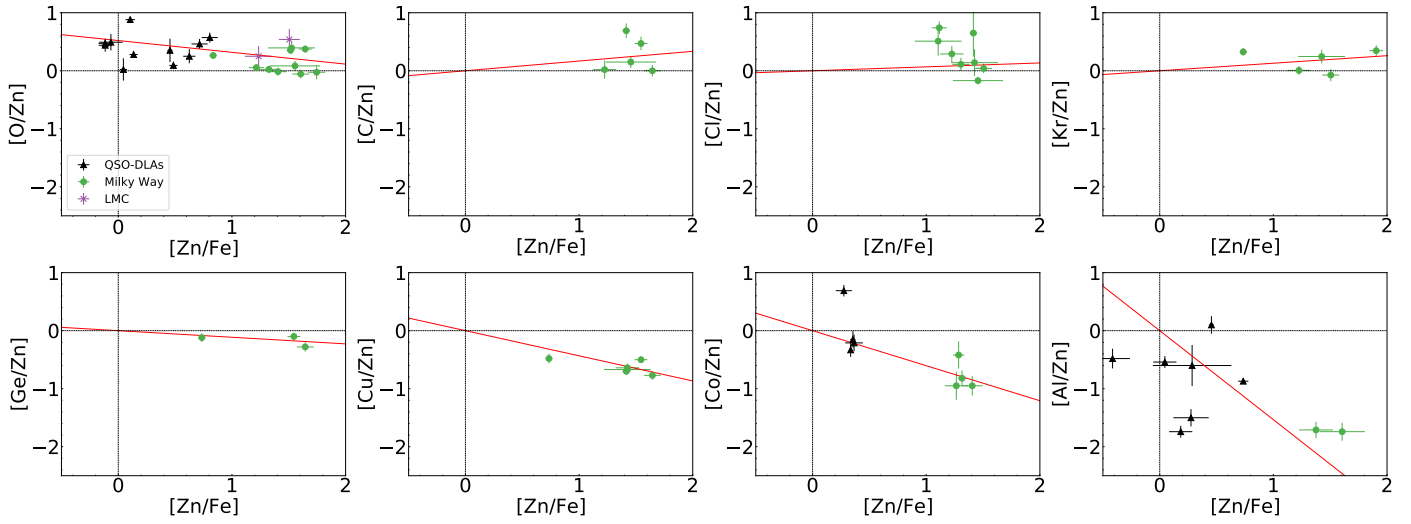 1
0
−1
−2
[O/Zn]
QSO-DLAs
Milky Way
LMC
0 1 2
[Zn/Fe]
1
0
−1
−2
[C/Zn]
0 1 2
[Zn/Fe]
1
0
−1
−2
[Cl/Zn]
0 1 2
[Zn/Fe]
1
0
−1
−2
[Kr/Zn]
0 1 2
[Zn/Fe]
1
0
−1
−2
[Ge/Zn]
0 1 2
[Zn/Fe]
1
0
−1
−2
[Cu/Zn]
0 1 2
[Zn/Fe]
1
0
−1
−2
[Co/Zn]
0 1 2
[Zn/Fe]
1
0
−1
−2
[Al/Zn]
0 1 2
[Zn/Fe]